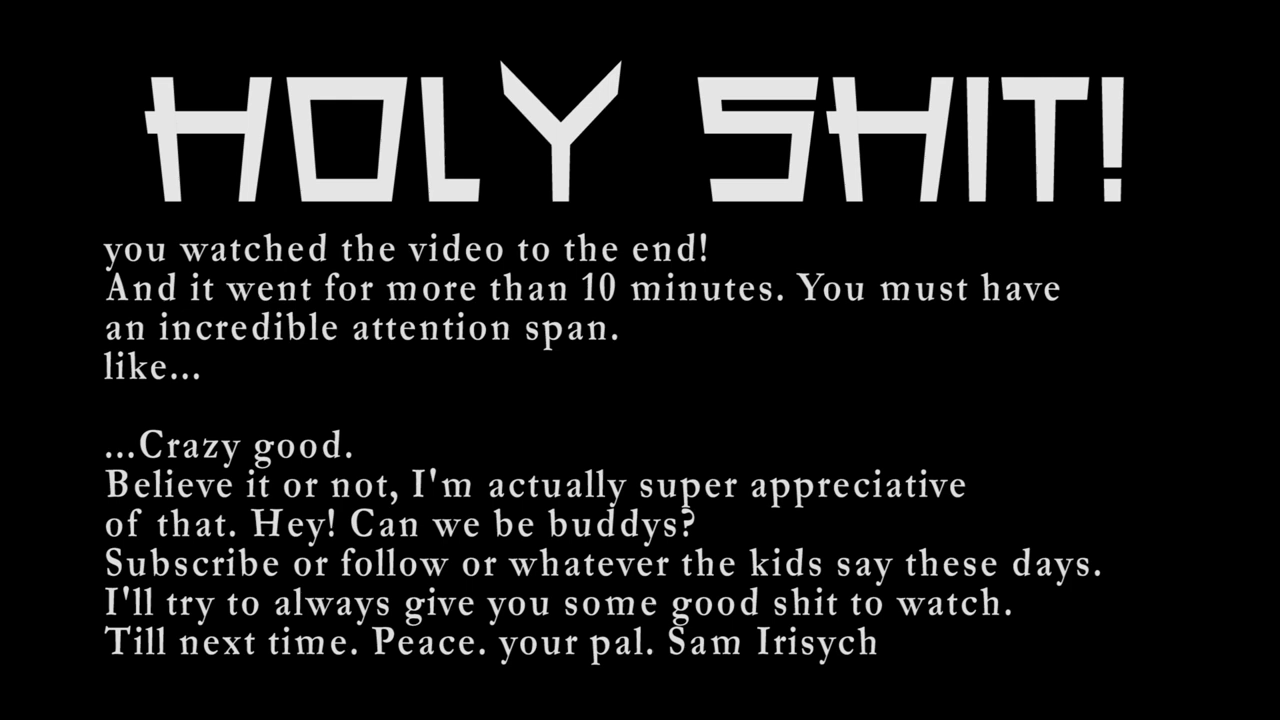 HOLY SHIT!
you watched the video to the end!
And it went for more than 10 minutes. You must have
an incredible attention span.
like...
...Crazy good.
Believe it or not, I'm actually super appreciative
of that. Hey! Can we be buddys?
Subscribe or follow or whatever the kids say these days.
I'll try to always give you some good shit to watch.
Till next time. Peace. your pal. Sam Irisych